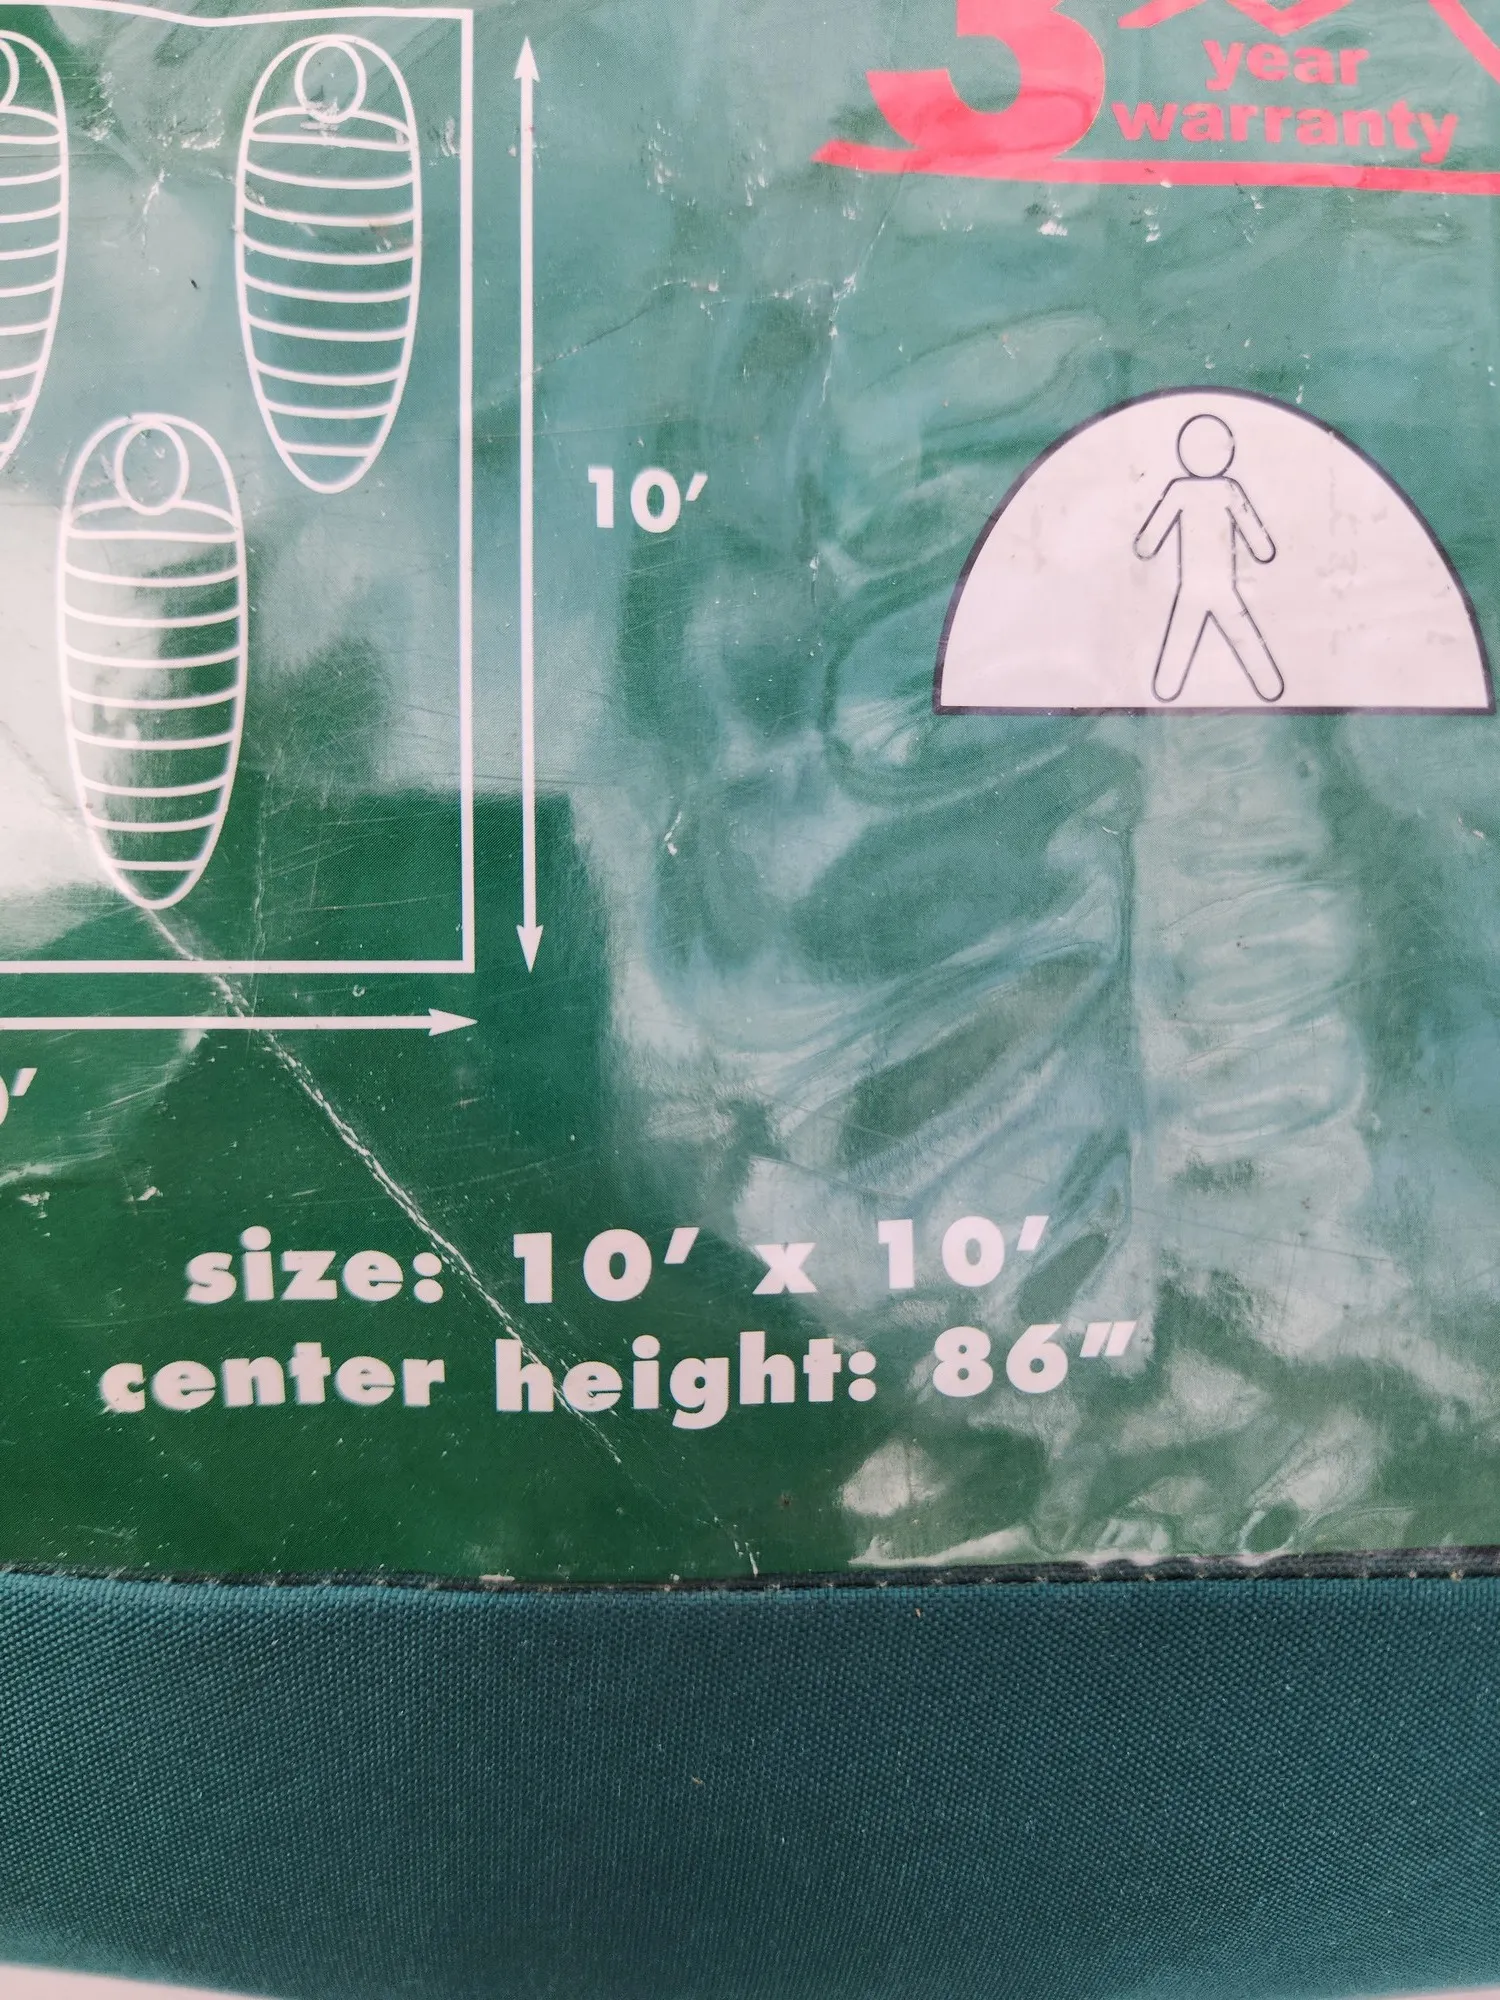 year
warranty
10′
size: 10′ x 10′
center height: 86″